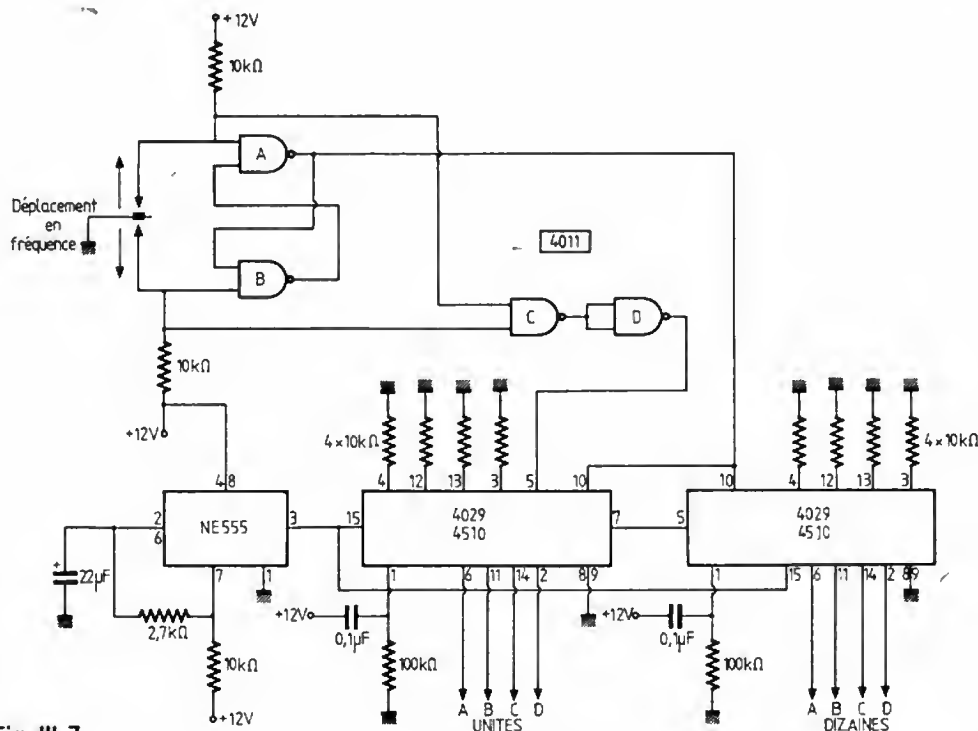 +12V
10kΩ
A
Déplacement
en
fréquence
B
4011
C
D
10kΩ
+12V
4×10kΩ
4×10kΩ
4 8
4 12 13 3 5 10
10 4 12 13 3
2
6
NE555
3
15
4029
4510
7
5
4029
4510
7 1
1 6 11 14 2 8 9
1 15 6 11 14 2 8 9
22µF
+
2,7kΩ
10kΩ
+12V
+12V
0,1µF
100kΩ
+12V
0,1µF
100kΩ
A B C D
UNITES
A B C D
DIZAINES